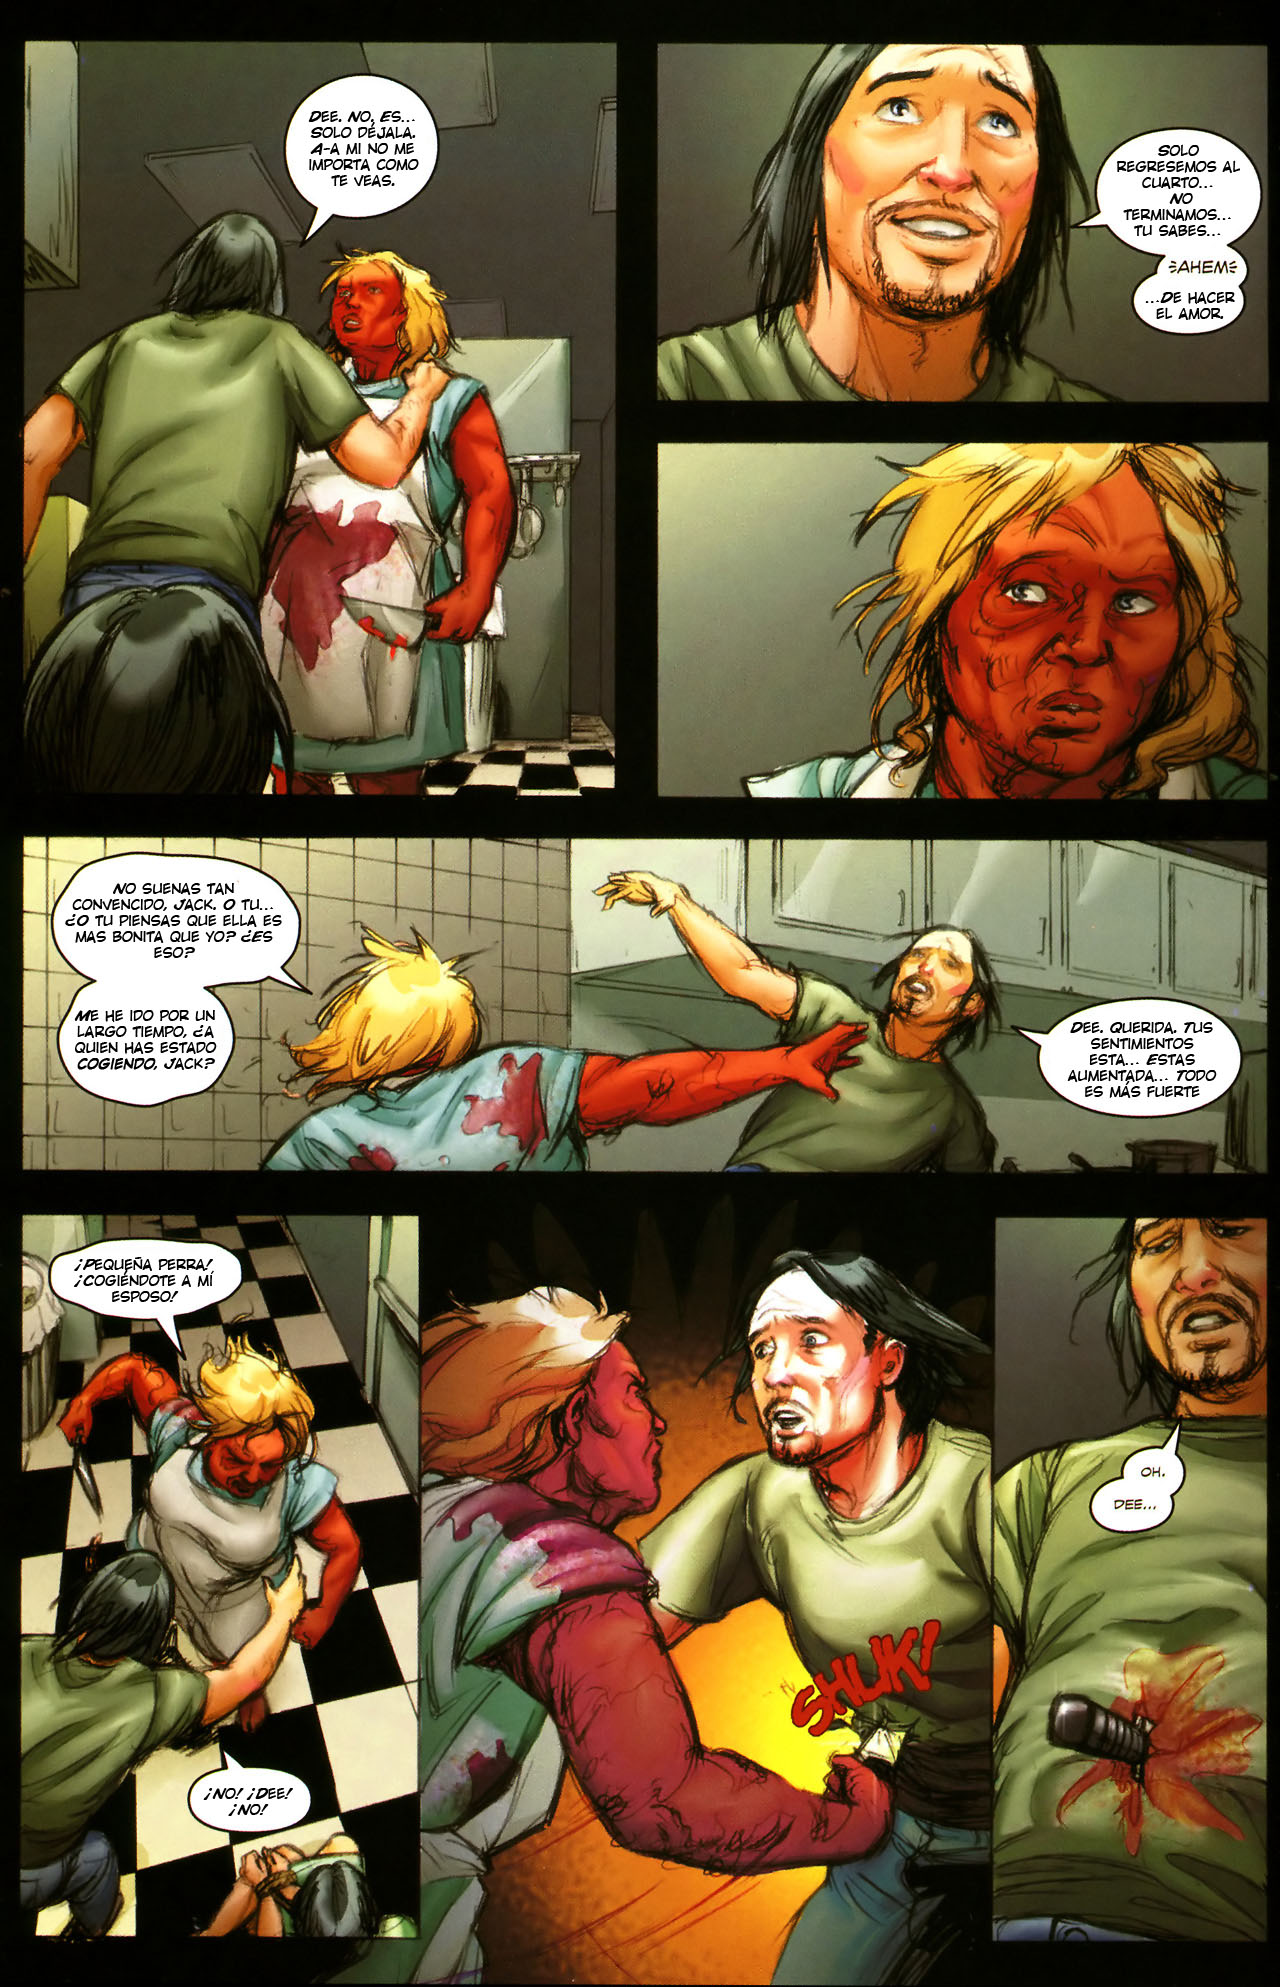 DEE. NO, ES...
SOLO DÉJALA.
A-A MI NO ME
IMPORTA COMO
TE VEAS.
SOLO
REGRESEMOS AL
CUARTO...
NO
TERMINAMOS...
TU SABES...
AHEM
...DE HACER
EL AMOR.
NO SUENAS TAN
CONVENCIDO, JACK. O TU...
¿O TU PIENSAS QUE ELLA ES
MAS BONITA QUE YO? ¿ES
ESO?
ME HE IDO POR UN
LARGO TIEMPO, ¿A
QUIEN HAS ESTADO
COGIENDO, JACK?
DEE. QUERIDA. TUS
SENTIMIENTOS
ESTA... ESTAS
ALIMENTADA... TODO
ES MÁS FUERTE
¡PEQUEÑA PERRA!
¡COGIÉNDOTE A MÍ
ESPOSO!
¡NO! ¡DEE!
¡NO!
SHUK!
OH.
DEE...